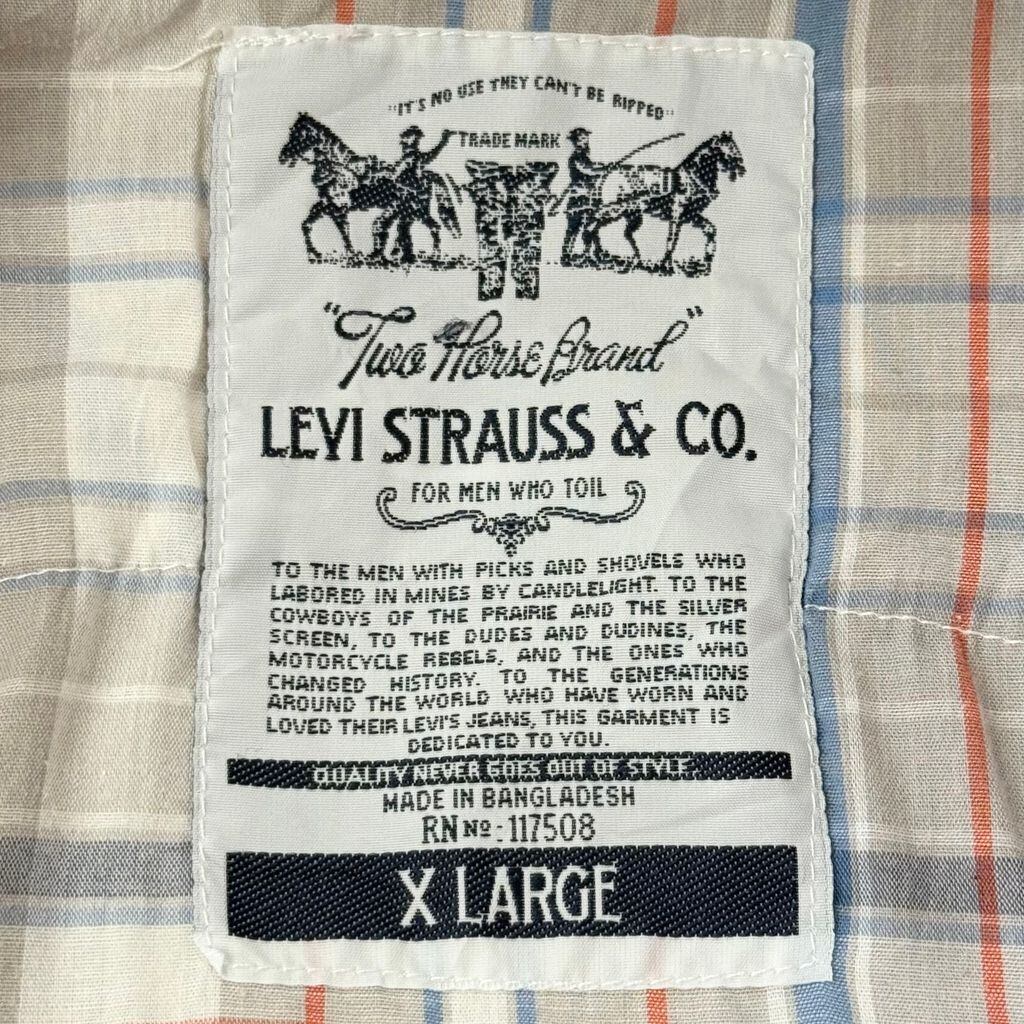 "IT'S NO USE THEY CAN'T BE RIPPED"
TRADE MARK
"Two Horse Brand"
LEVI STRAUSS & CO.
FOR MEN WHO TOIL
TO THE MEN WITH PICKS AND SHOVELS WHO
LABORED IN MINES BY CANDLELIGHT. TO THE
COWBOYS OF THE PRAIRIE AND THE SILVER
SCREEN, TO THE DUDES AND DUDINES, THE
MOTORCYCLE REBELS, AND THE ONES WHO
CHANGED HISTORY. TO THE GENERATIONS
AROUND THE WORLD WHO HAVE WORN AND
LOVED THEIR LEVI'S JEANS, THIS GARMENT IS
DEDICATED TO YOU.
QUALITY NEVER GOES OUT OF STYLE
MADE IN BANGLADESH
RN Nº: 117508
X LARGE